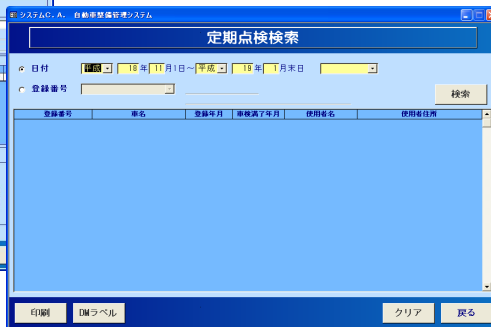 システムC.A. 自動車整備管理システム
定期点検検索
日付 平成 18 年 11 月1日～ 平成 19 年 1 月末日
登録番号
検索
登録番号 車名 登録年月 車検満了年月 使用者名 使用者住所
印刷 DMラベル クリア 戻る